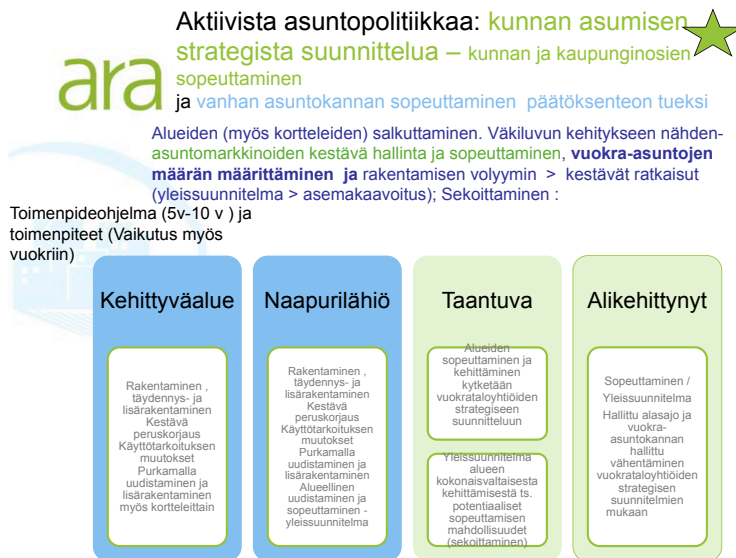 ara
Aktiivista asuntopolitiikkaa: kunnan asumisen
strategista suunnittelua – kunnan ja kaupunginosien
sopeuttaminen
ja vanhan asuntokannan sopeuttaminen päätöksenteon tueksi
Alueiden (myös kortteleiden) salkuttaminen. Väkiluvun kehitykseen nähden-
asuntomarkkinoiden kestävä hallinta ja sopeuttaminen, vuokra-asuntojen
määrän määrittäminen ja rakentamisen volyymin > kestävät ratkaisut
(yleissuunnitelma > asemakaavoitus); Sekoittaminen :
Toimenpideohjelma (5v-10 v ) ja
toimenpiteet (Vaikutus myös
vuokriin)
Kehittyväalue
Rakentaminen ,
täydennys- ja
lisärakentaminen
Kestävä
peruskorjaus
Käyttötarkoituksen
muutokset
Purkamalla
uudistaminen ja
lisärakentaminen
myös kortteleittain
Naapurilähiö
Rakentaminen ,
täydennys- ja
lisärakentaminen
Kestävä
peruskorjaus
Käyttötarkoituksen
muutokset
Purkamalla
uudistaminen ja
lisärakentaminen
Alueellinen
uudistaminen ja
sopeuttaminen -
yleissuunnitelma
Taantuva
Alueiden
sopeuttaminen ja
kehittäminen
kytketään
vuokrataloyhtiöiden
strategiseen
suunnitteluun
Yleissuunnitelma
alueen
kokonaisvaltaisesta
kehittämisestä ts.
potentiaaliset
sopeuttamisen
mahdollisuudet
(sekoittaminen)
Alikehittynyt
Sopeuttaminen /
Yleissuunnitelma
Hallittu alasajo ja
vuokra-
asuntokannan
hallittu
vähentäminen
vuokrataloyhtiöiden
strategisen
suunnitelmien
mukaan